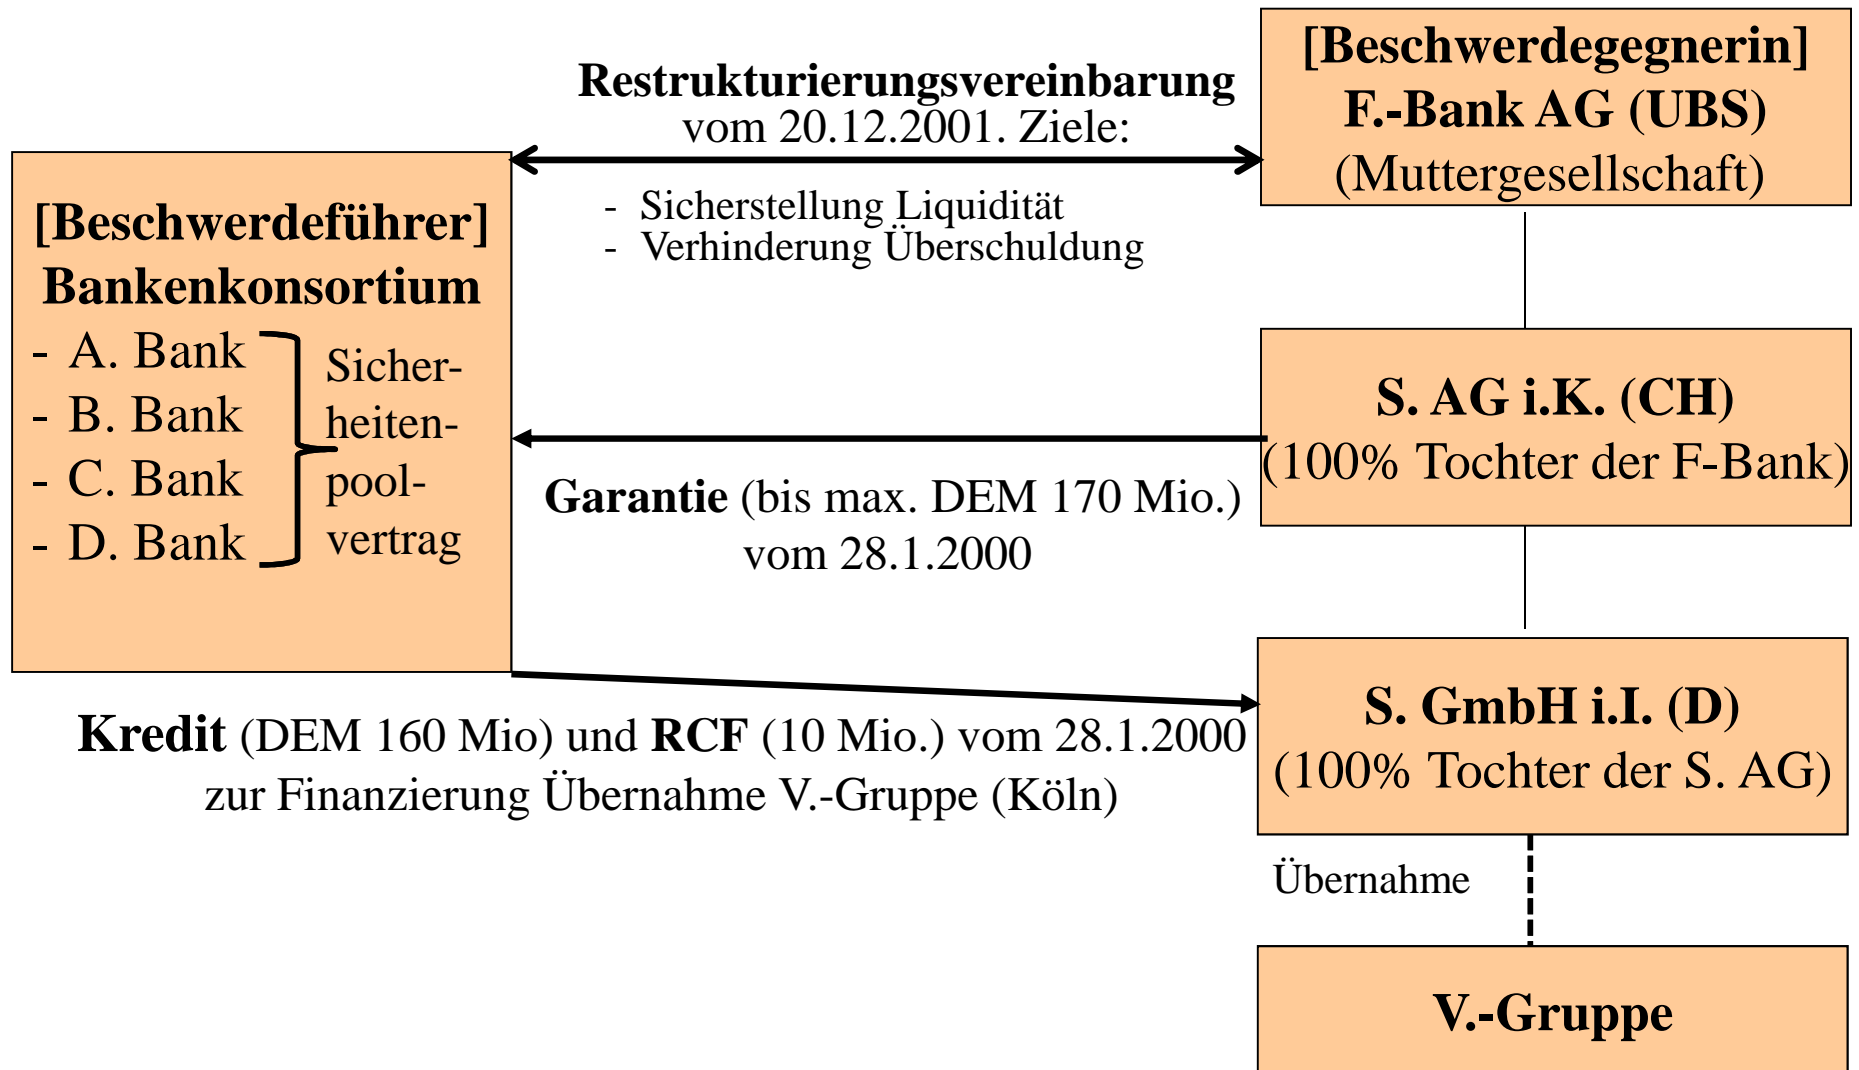 [Beschwerdegegnerin]
F.-Bank AG (UBS)
(Muttergesellschaft)
Restrukturierungsvereinbarung
vom 20.12.2001. Ziele:
- Sicherstellung Liquidität
- Verhinderung Überschuldung
[Beschwerdeführer]
Bankenkonsortium
- A. Bank
- B. Bank
- C. Bank
- D. Bank
Sicher-
heiten-
pool-
vertrag
S. AG i.K. (CH)
(100% Tochter der F-Bank)
Garantie (bis max. DEM 170 Mio.)
vom 28.1.2000
Kredit (DEM 160 Mio) und RCF (10 Mio.) vom 28.1.2000
zur Finanzierung Übernahme V.-Gruppe (Köln)
S. GmbH i.I. (D)
(100% Tochter der S. AG)
Übernahme
V.-Gruppe